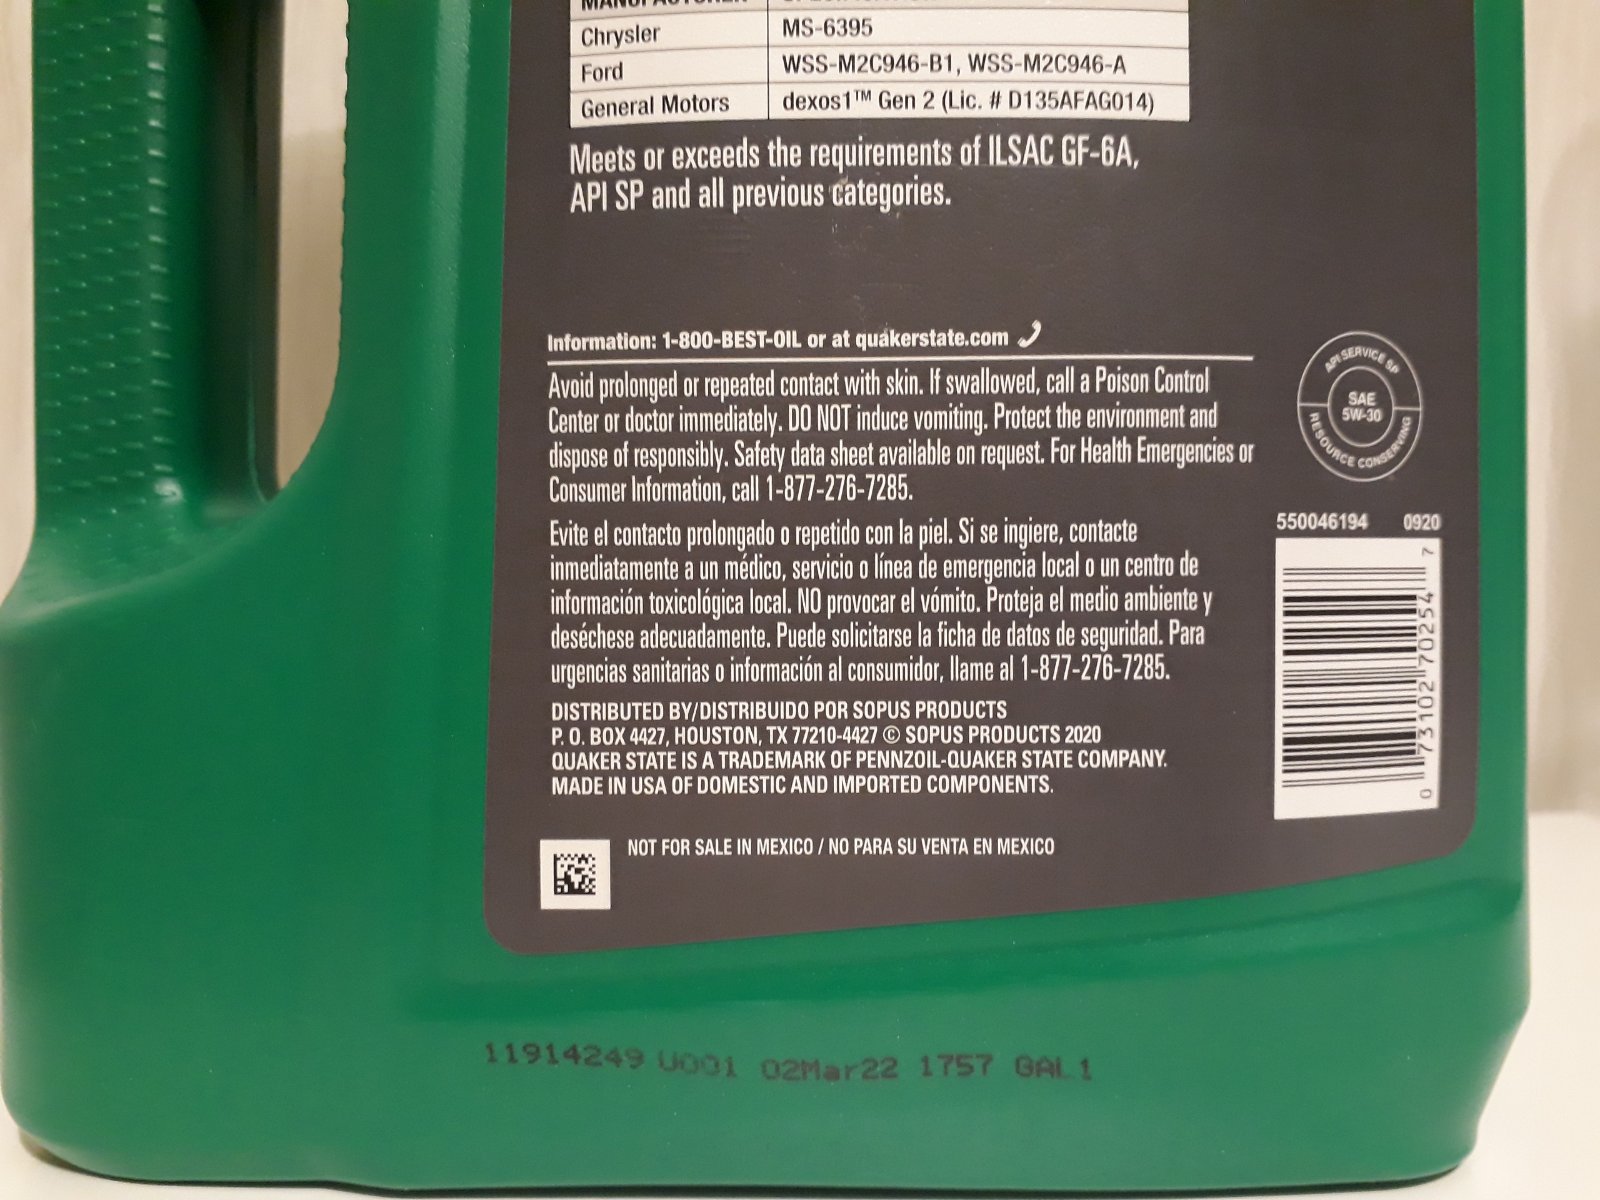 MANUFACTURER
Chrysler MS-6395
Ford WSS-M2C946-B1, WSS-M2C946-A
General Motors dexos1™ Gen 2 (Lic. # D135AFAG014)
Meets or exceeds the requirements of ILSAC GF-6A,
API SP and all previous categories.
Information: 1-800-BEST-OIL or at quakerstate.com
Avoid prolonged or repeated contact with skin. If swallowed, call a Poison Control
Center or doctor immediately. DO NOT induce vomiting. Protect the environment and
dispose of responsibly. Safety data sheet available on request. For Health Emergencies or
Consumer Information, call 1-877-276-7285.
Evite el contacto prolongado o repetido con la piel. Si se ingiere, contacte
inmediatamente a un médico, servicio o línea de emergencia local o un centro de
información toxicológica local. NO provocar el vómito. Proteja el medio ambiente y
deséchese adecuadamente. Puede solicitarse la ficha de datos de seguridad. Para
urgencias sanitarias o información al consumidor, llame al 1-877-276-7285.
DISTRIBUTED BY/DISTRIBUIDO POR SOPUS PRODUCTS
P. O. BOX 4427, HOUSTON, TX 77210-4427 © SOPUS PRODUCTS 2020
QUAKER STATE IS A TRADEMARK OF PENNZOIL-QUAKER STATE COMPANY.
MADE IN USA OF DOMESTIC AND IMPORTED COMPONENTS.
NOT FOR SALE IN MEXICO / NO PARA SU VENTA EN MEXICO
API SERVICE SP
SAE
5W-30
RESOURCE CONSERVING
550046194 0920
0 73102 70254 7
11914249 U001 02Mar22 1757 GAL1